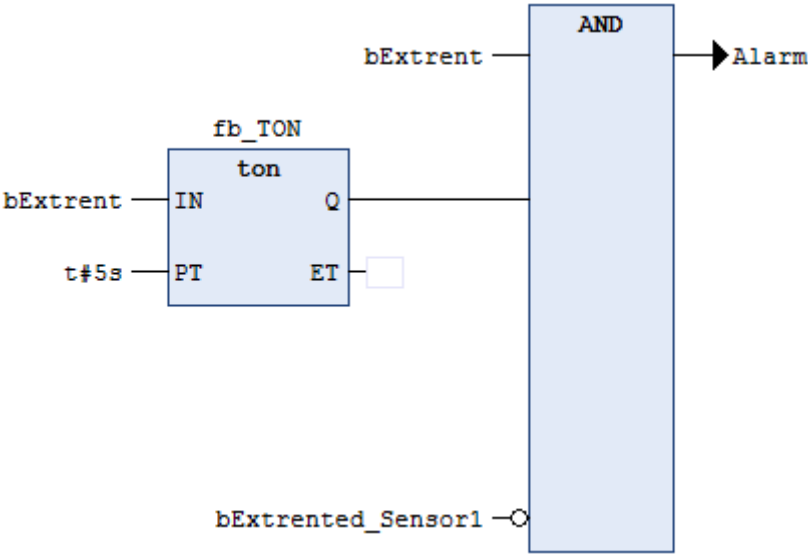 AND
bExtrent
Alarm
fb_TON
ton
bExtrent
IN
Q
t#5s
PT
ET
bExtrented_Sensor1